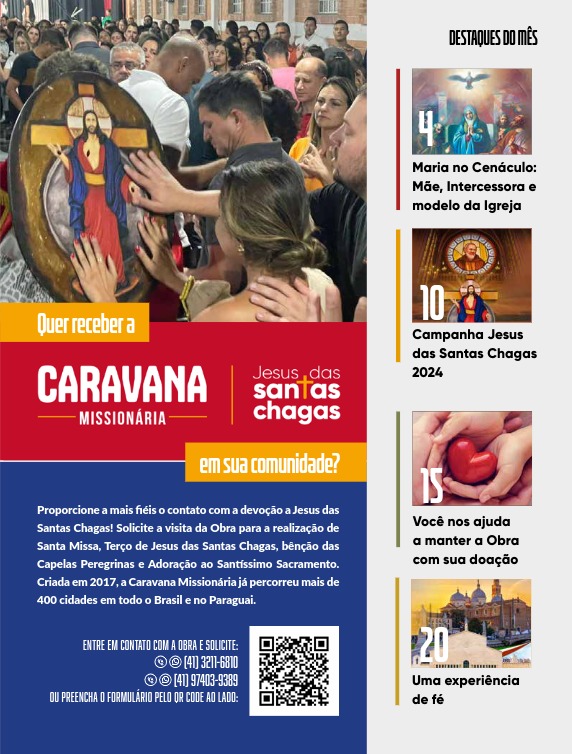 Quer receber a
CARAVANA
MISSIONÁRIA
Jesus das
santas
chagas
em sua comunidade?
Proporcione a mais fiéis o contato com a devoção a Jesus das
Santas Chagas! Solicite a visita da Obra para a realização de
Santa Missa, Terço de Jesus das Santas Chagas, bênção das
Capelas Peregrinas e Adoração ao Santíssimo Sacramento.
Criada em 2017, a Caravana Missionária já percorreu mais de
400 cidades em todo o Brasil e no Paraguai.
ENTRE EM CONTATO COM A OBRA E SOLICITE:
(41) 3211-6810
(41) 97403-9389
OU PREENCHA O FORMULÁRIO PELO QR CODE AO LADO:
DESTAQUES DO MÊS
4
Maria no Cenáculo:
Mãe, Intercessora e
modelo da Igreja
10
Campanha Jesus
das Santas Chagas
2024
15
Você nos ajuda
a manter a Obra
com sua doação
20
Uma experiência
de fé